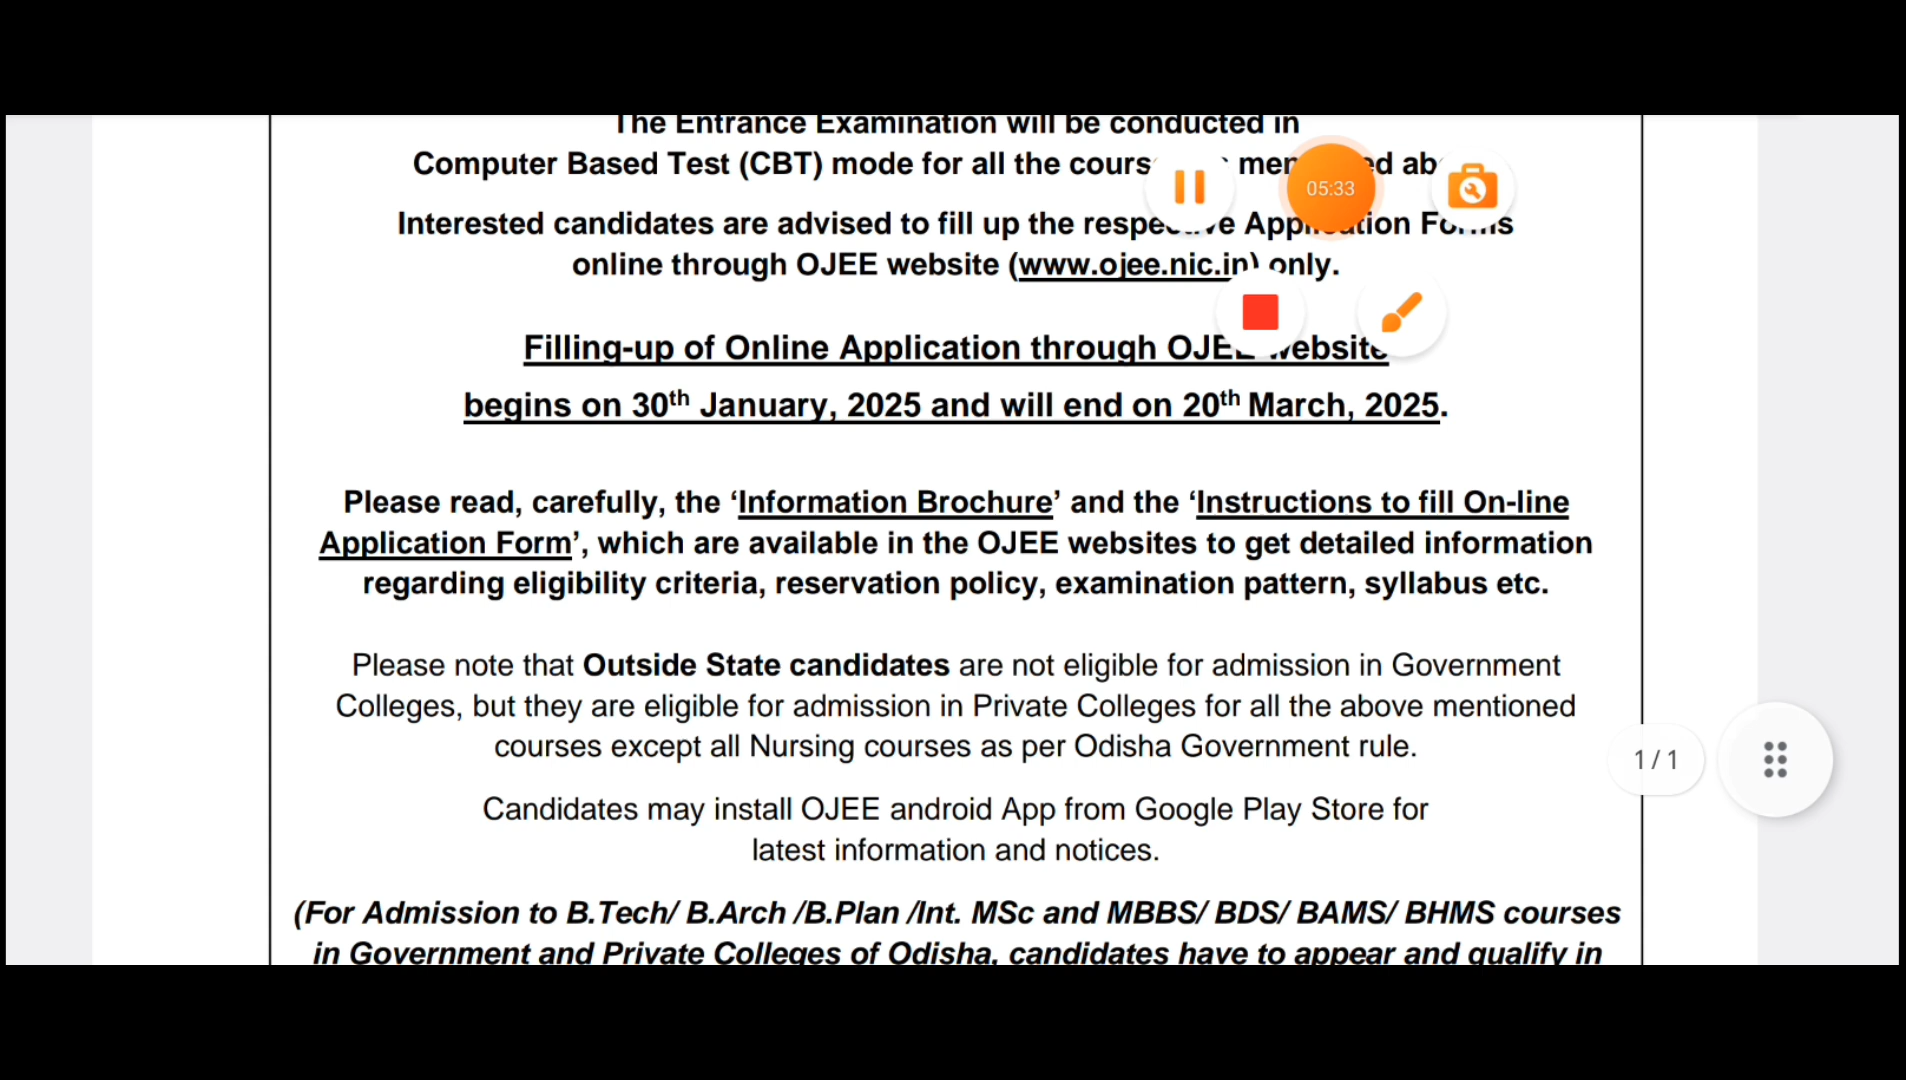 The Entrance Examination will be conducted in
Computer Based Test (CBT) mode for all the
Interested candidates are advised to fill up the
online through OJEE website (www.ojee.nic.in) only.
05:33
Filling-up of Online Application through OJEE website
begins on 30th January, 2025 and will end on 20th March, 2025.
Please read, carefully, the ‘Information Brochure’ and the ‘Instructions to fill On-line
Application Form’, which are available in the OJEE websites to get detailed information
regarding eligibility criteria, reservation policy, examination pattern, syllabus etc.
Please note that Outside State candidates are not eligible for admission in Government
Colleges, but they are eligible for admission in Private Colleges for all the above mentioned
courses except all Nursing courses as per Odisha Government rule.
1 / 1
Candidates may install OJEE android App from Google Play Store for
latest information and notices.
(For Admission to B.Tech/ B.Arch /B.Plan /Int. MSc and MBBS/ BDS/ BAMS/ BHMS courses
in Government and Private Colleges of Odisha, candidates have to appear and qualify in